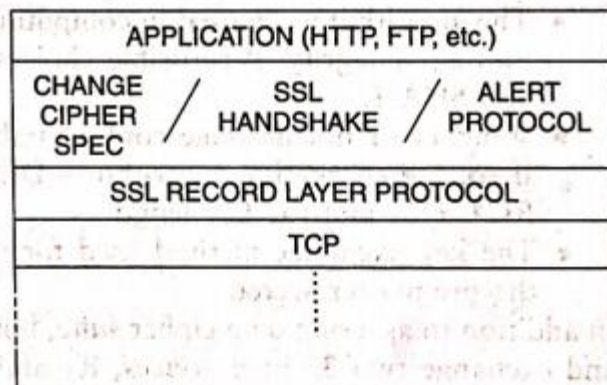 APPLICATION (HTTP, FTP, etc.)
CHANGE
CIPHER
SPEC
SSL
HANDSHAKE
ALERT
PROTOCOL
SSL RECORD LAYER PROTOCOL
TCP